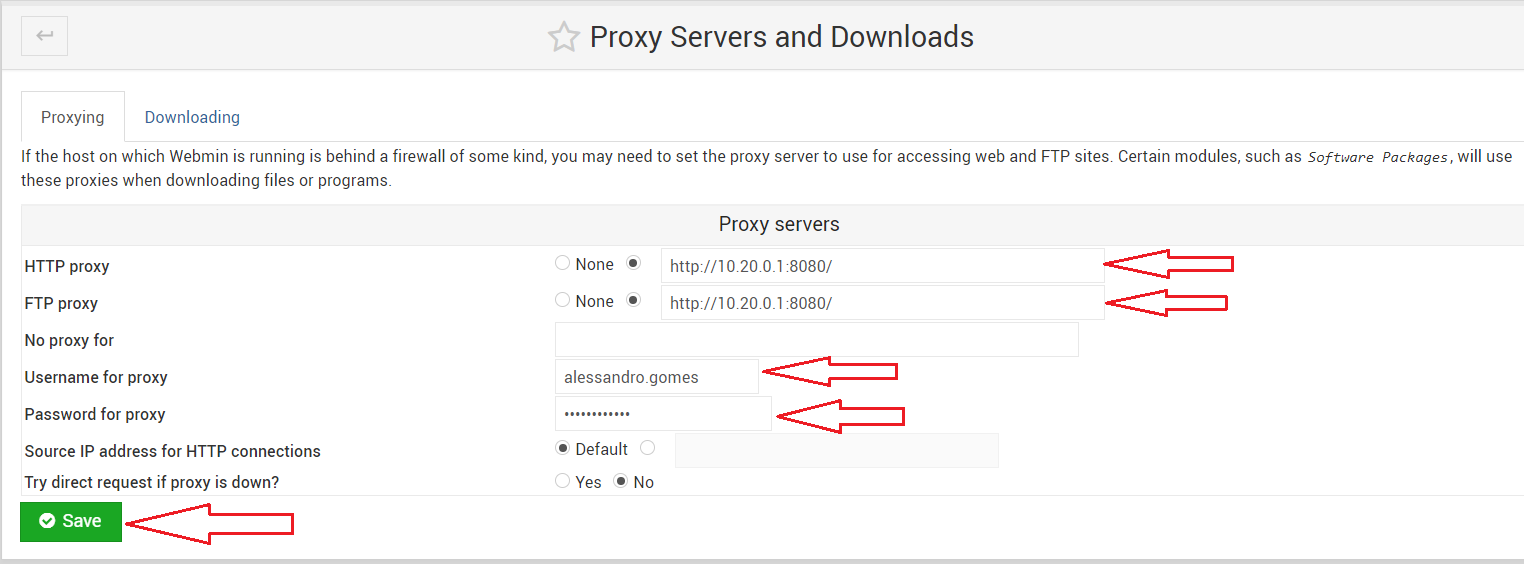 Proxy Servers and Downloads
Proxying Downloading
If the host on which Webmin is running is behind a firewall of some kind, you may need to set the proxy server to use for accessing web and FTP sites. Certain modules, such as Software Packages, will use
these proxies when downloading files or programs.
Proxy servers
HTTP proxy None http://10.20.0.1:8080/
FTP proxy None http://10.20.0.1:8080/
No proxy for
Username for proxy alessandro.gomes
Password for proxy ••••••••••••
Source IP address for HTTP connections Default
Try direct request if proxy is down? Yes No
Save